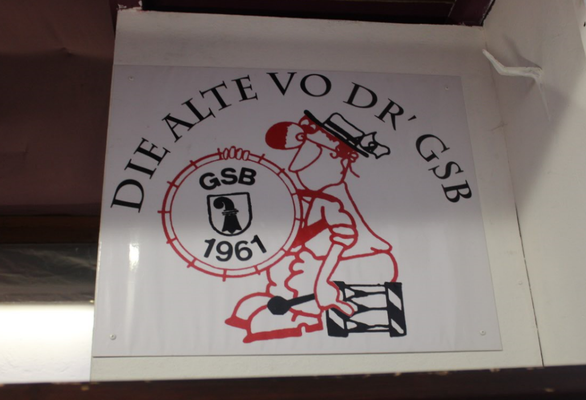 DIE ALTE VO DR' GSB
GSB
1961